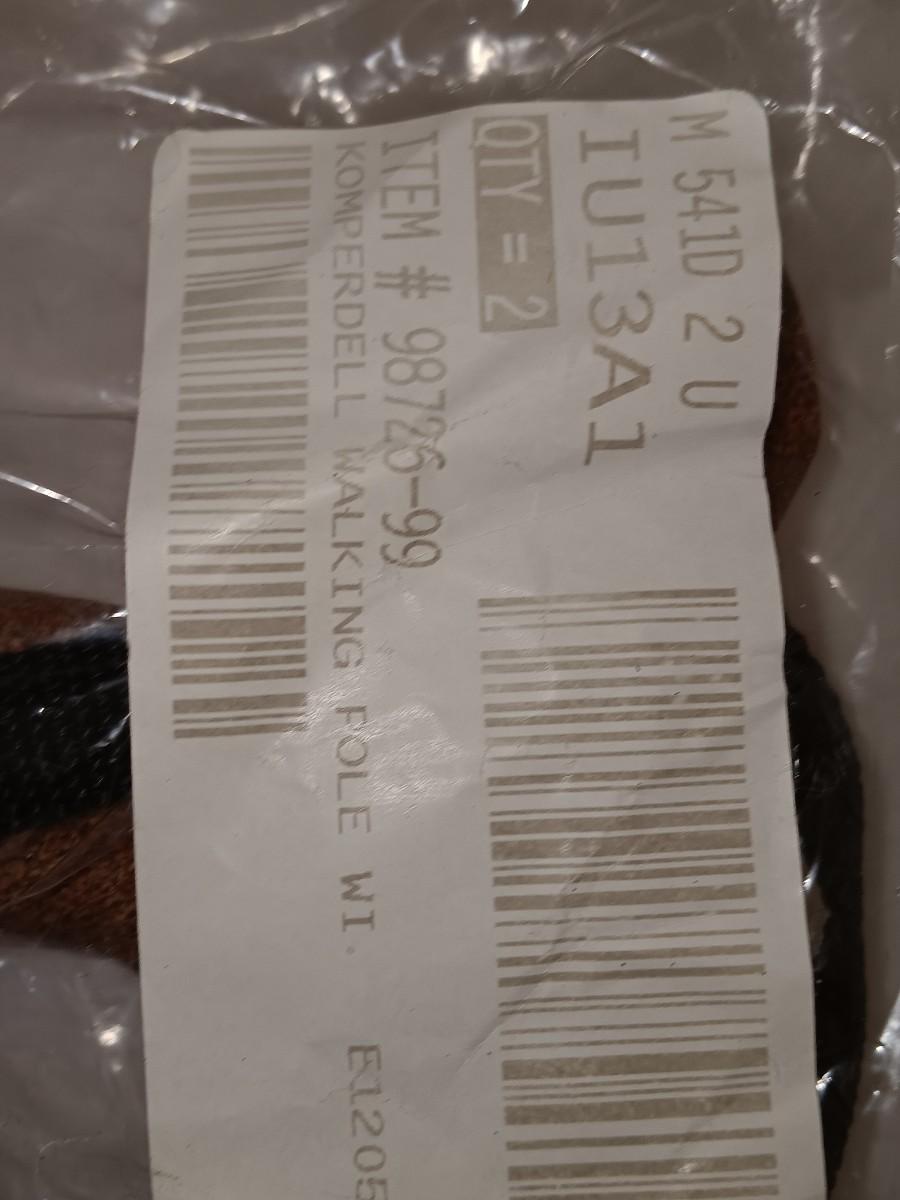 M 541D 2 U
IU13A1
QTY = 2
ITEM # 98726-99
KOMPERDELL WALKING POLE WI. E1205